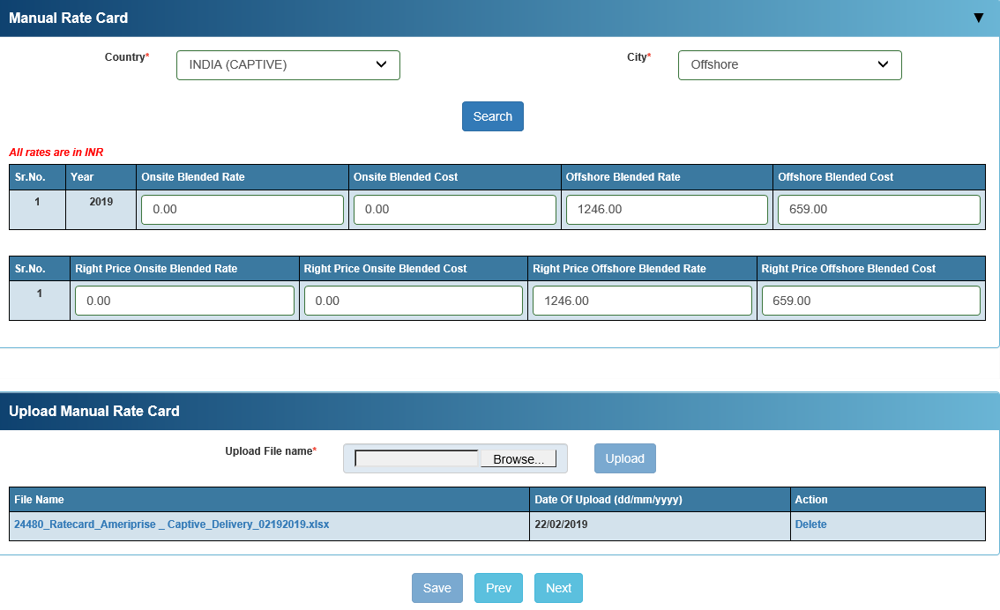 Manual Rate Card ▼
Country* INDIA (CAPTIVE) City* Offshore
Search
All rates are in INR
Sr.No. Year Onsite Blended Rate Onsite Blended Cost Offshore Blended Rate Offshore Blended Cost
1 2019 0.00 0.00 1246.00 659.00
Sr.No. Right Price Onsite Blended Rate Right Price Onsite Blended Cost Right Price Offshore Blended Rate Right Price Offshore Blended Cost
1 0.00 0.00 1246.00 659.00
Upload Manual Rate Card
Upload File name* Browse... Upload
File Name Date Of Upload (dd/mm/yyyy) Action
24480_Ratecard_Ameriprise _ Captive_Delivery_02192019.xlsx 22/02/2019 Delete
Save Prev Next